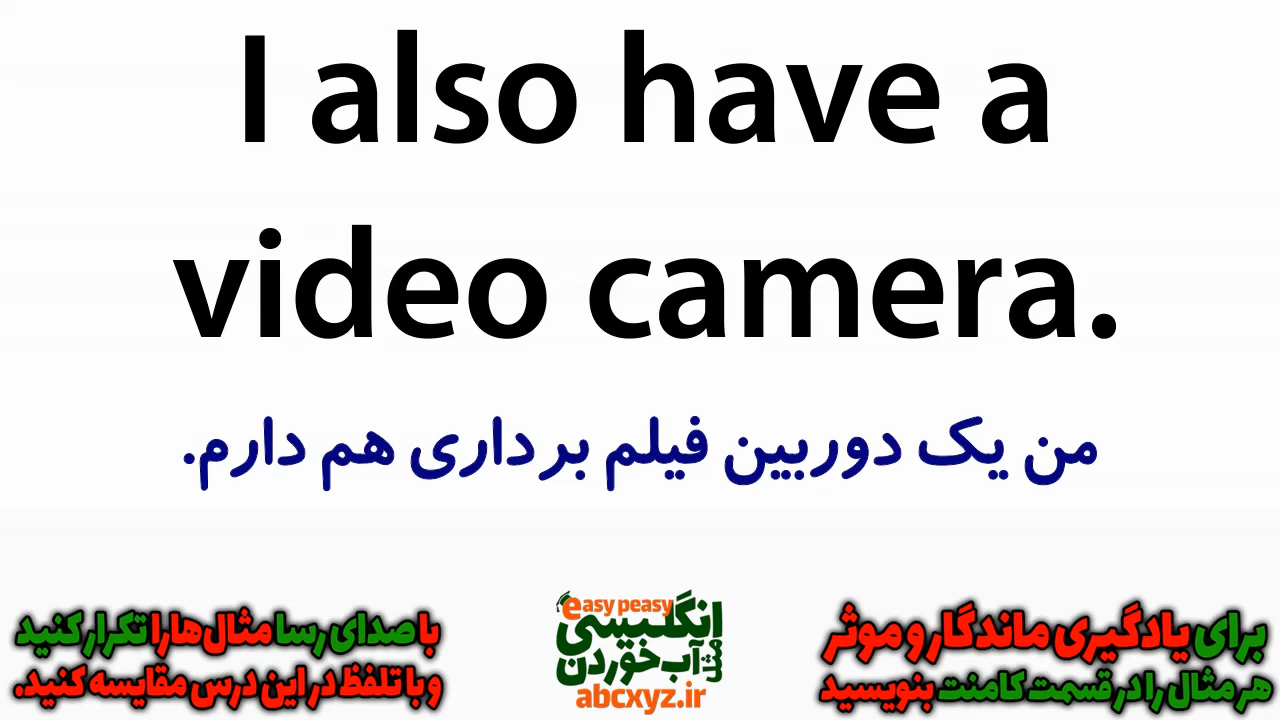 I also have a
video camera.
من یک دوربین فیلم برداری هم دارم.
برای یادگیری ماندگار و موثر
هر مثال را در قسمت کامنت بنویسید
easy peasy
انگلیسی
مثل آب خوردن
abcxyz.ir
با صدای رسا مثال‌ها را تکرار کنید
و با تلفظ در این درس مقایسه کنید.